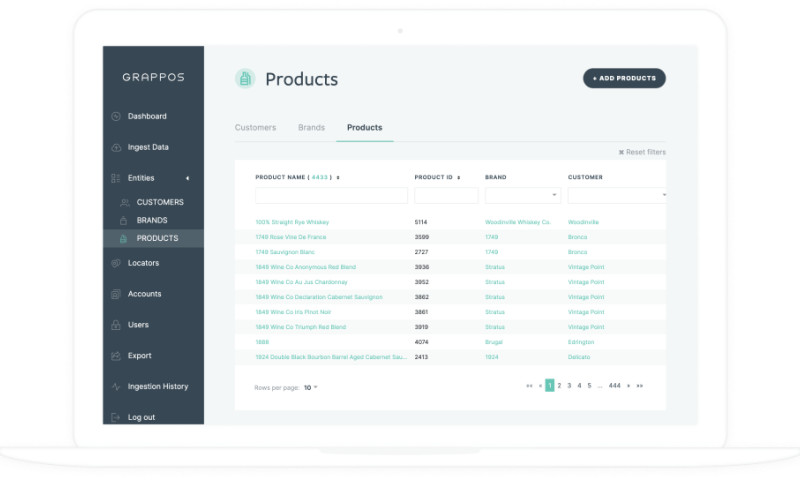 GRAPPOS
Dashboard
Ingest Data
Entities
CUSTOMERS
BRANDS
PRODUCTS
Locators
Accounts
Users
Export
Ingestion History
Log out
Products
+ ADD PRODUCTS
Customers Brands Products
✖ Reset filters
PRODUCT NAME ( 4433 ) PRODUCT ID BRAND CUSTOMER
100% Straight Rye Whiskey 5114 Woodinville Whiskey Co. Woodinville
1749 Rose Vins De France 3599 1749 Bronco
1749 Sauvignon Blanc 2727 1749 Bronco
1849 Wine Co Anonymous Red Blend 3936 Stratus Vintage Point
1849 Wine Co Au Jus Chardonnay 3952 Stratus Vintage Point
1849 Wine Co Declaration Cabernet Sauvignon 3862 Stratus Vintage Point
1849 Wine Co Iris Pinot Noir 3861 Stratus Vintage Point
1849 Wine Co Triumph Red Blend 3919 Stratus Vintage Point
1888 4074 Brugal Edrington
1924 Double Black Bourbon Barrel Aged Cabernet Sau... 2413 1924 Delicato
Rows per page: 10
1 2 3 4 5 ... 444